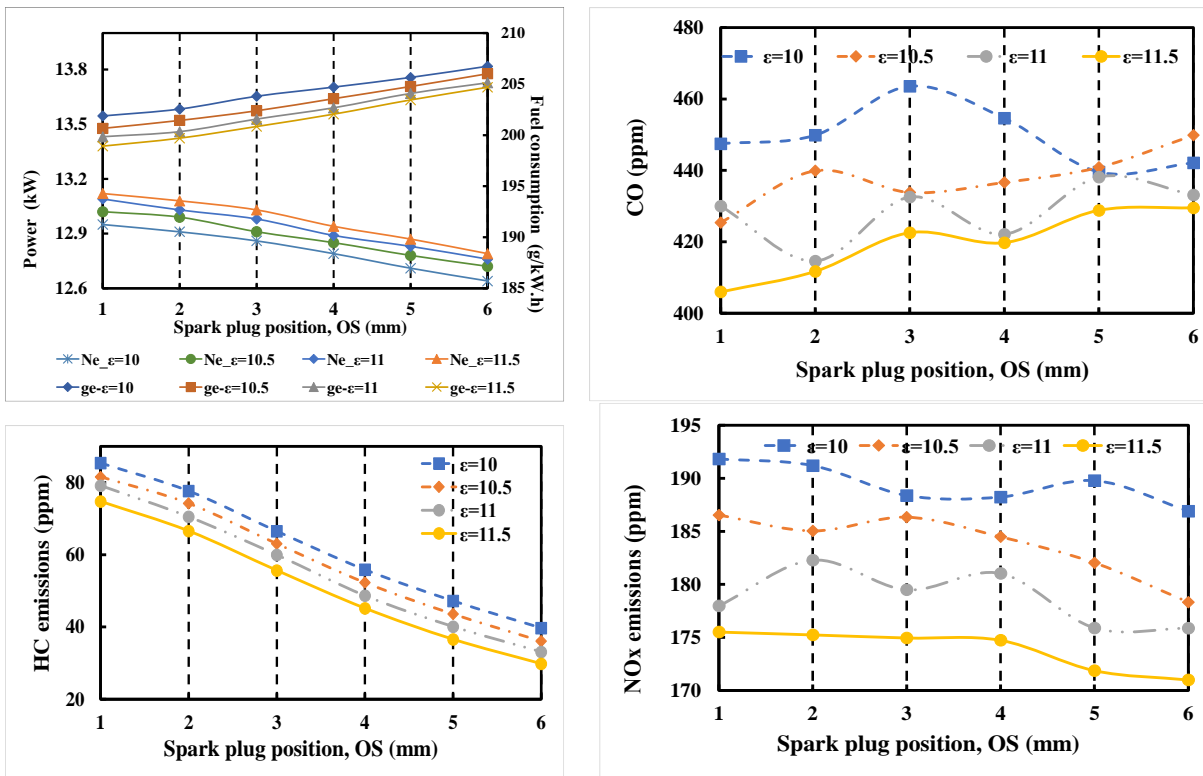 210
13.8
205
13.5
200
13.2
195
12.9
190
12.6
185
Power (kW)
Fuel consumption (g/kW.h)
1 2 3 4 5 6
Spark plug position, OS (mm)
Ne_ε=10 Ne_ε=10.5 Ne_ε=11 Ne_ε=11.5
ge-ε=10 ge-ε=10.5 ge-ε=11 ge-ε=11.5
480
ε=10 ε=10.5 ε=11 ε=11.5
460
440
420
400
CO (ppm)
1 2 3 4 5 6
Spark plug position, OS (mm)
80
60
40
20
HC emissions (ppm)
ε=10
ε=10.5
ε=11
ε=11.5
1 2 3 4 5 6
Spark plug position, OS (mm)
195
ε=10 ε=10.5 ε=11 ε=11.5
190
185
180
175
170
NOx emissions (ppm)
1 2 3 4 5 6
Spark plug position, OS (mm)